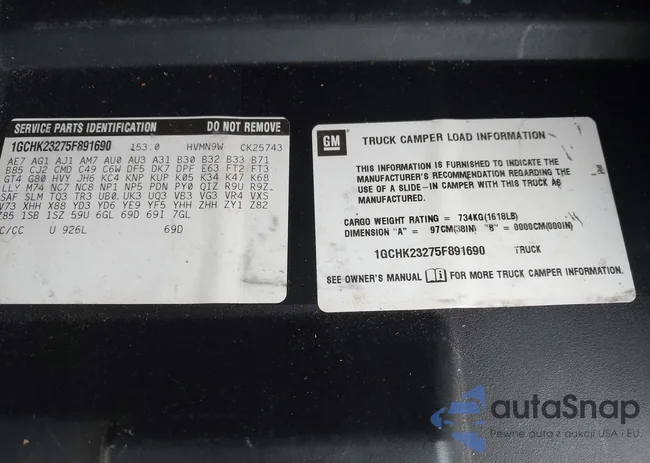 SERVICE PARTS IDENTIFICATION DO NOT REMOVE
1GCHK23275F891690 153.0 HVMN9W CK25743
AE7 AG1 AJ1 AM7 AU0 AU3 A31 B30 B32 B33 B71
B85 CJ2 CMD C49 C6W DF5 DK7 DPF E63 FT2 FT3
GT4 G80 HVY JH6 KC4 KNP KUP K05 K34 K47 K68
LLY M74 NC7 NC8 NP1 NP5 PDN PY0 QIZ R9U R9Z
SAF SLM TQ3 TR3 UB0 UK3 UQ3 VB3 VG3 VR4 VXS
V73 XHH X88 YD3 YD6 YE9 YF5 YHH ZHH ZY1 Z82
Z85 1SB 1SZ 59U 6GL 69D 69I 7GL
C/CC U 926L 69D
GM TRUCK CAMPER LOAD INFORMATION
THIS INFORMATION IS FURNISHED TO INDICATE THE
MANUFACTURER'S RECOMMENDATION REGARDING THE
USE OF A SLIDE-IN CAMPER WITH THIS TRUCK AS
MANUFACTURED.
CARGO WEIGHT RATING = 734KG(1618LB)
DIMENSION "A" = 97CM(38IN) "B" = 0000CM(000IN)
1GCHK23275F891690 TRUCK
SEE OWNER'S MANUAL FOR MORE TRUCK CAMPER INFORMATION.
autaSnap
Pewne auta z aukcji USA • EU